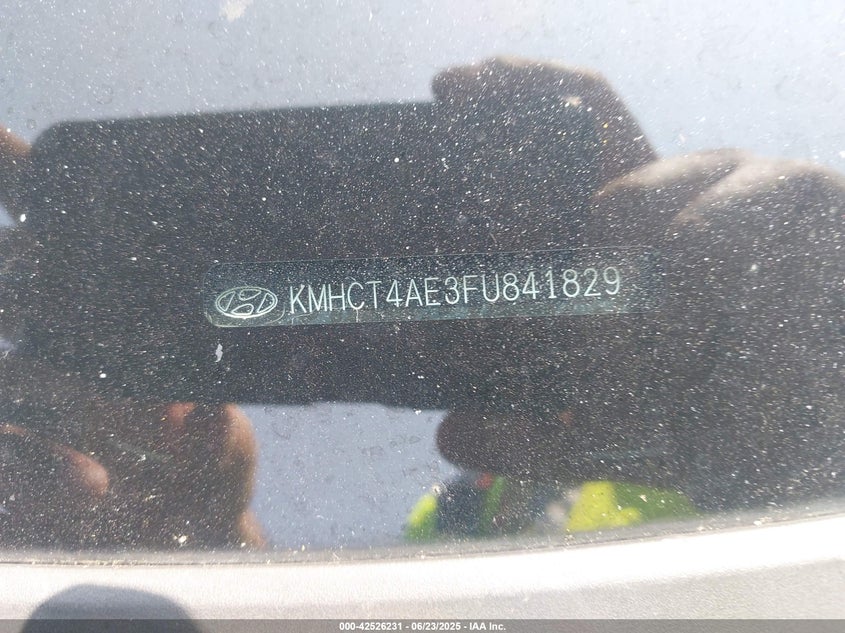 KMHCT4AE3FU841829
000-42526231 - 06/23/2025 - IAA Inc.